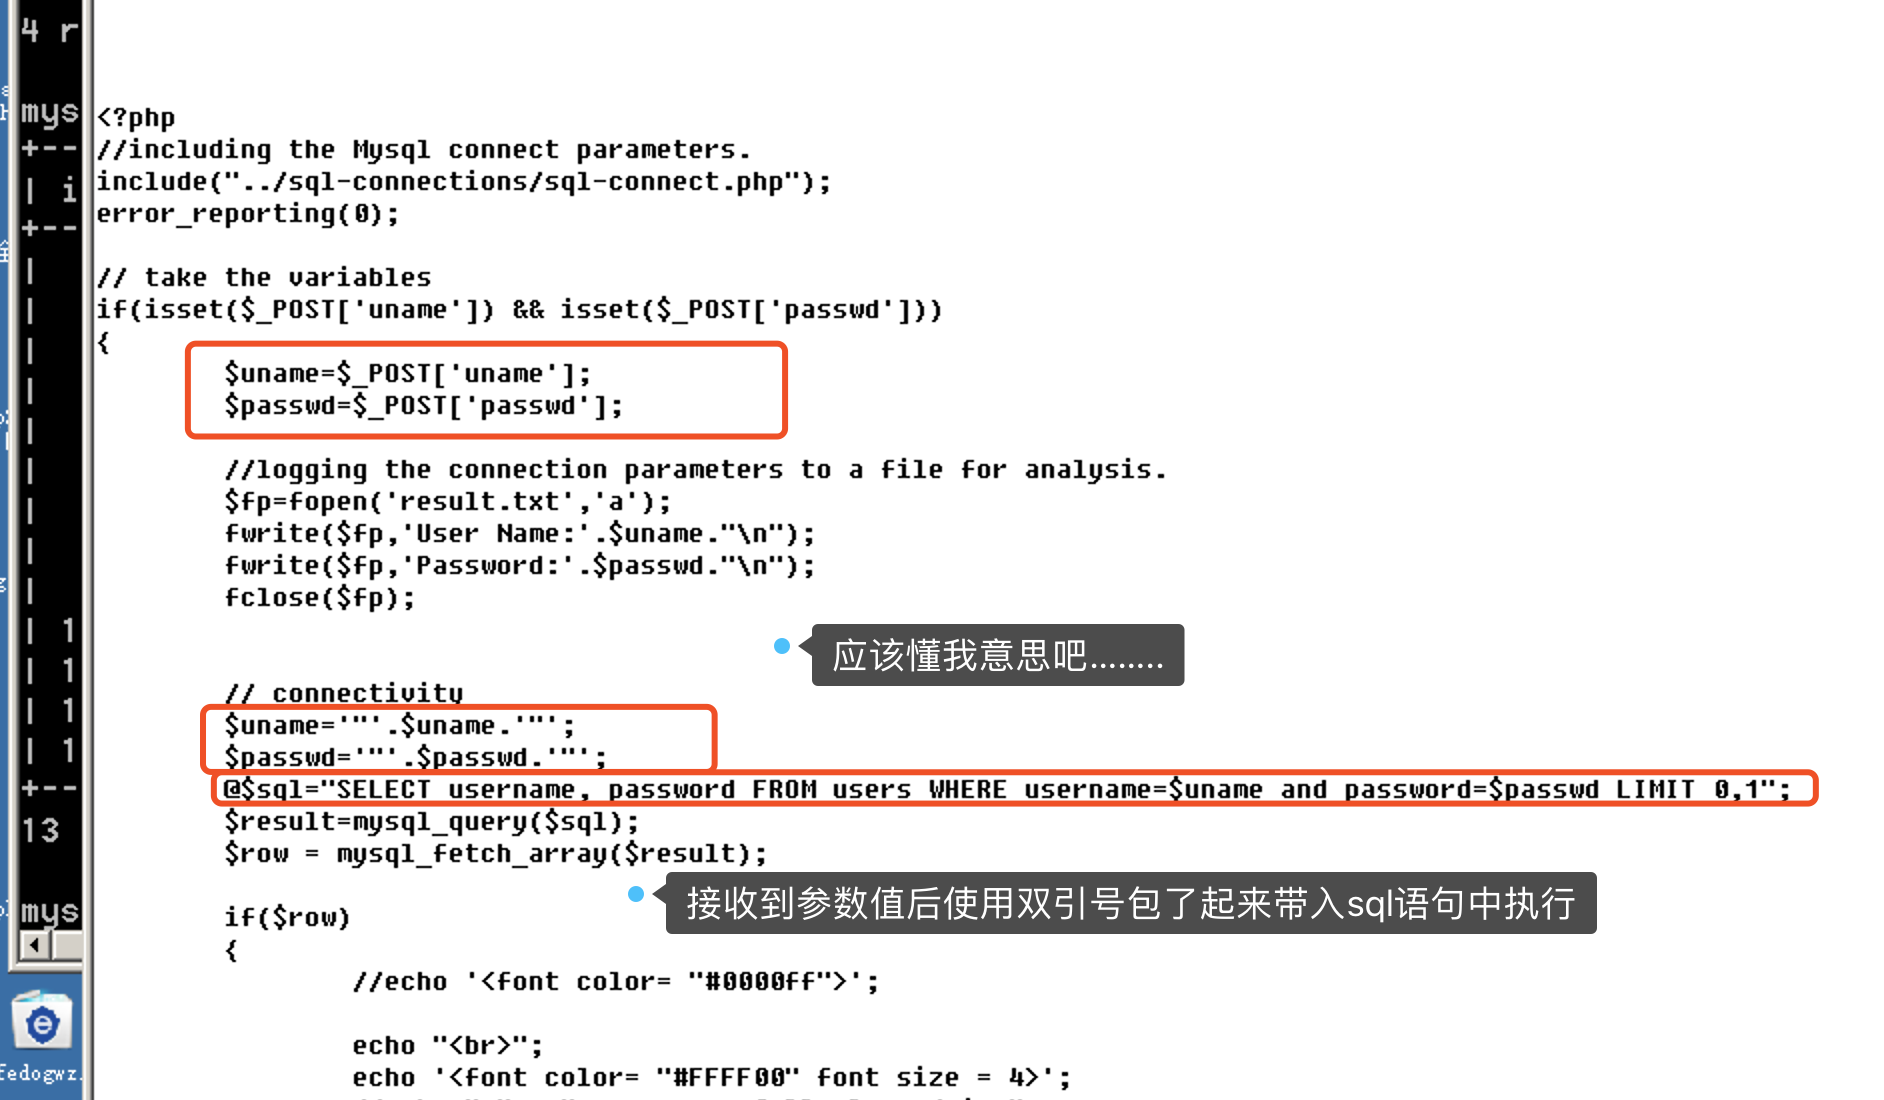 4 r
mys
+--
| i
+--
|
|
|
|
|
|
|
|
|
| 1
| 1
| 1
| 1
+--
13
mys
fedogwz.
<?php
//including the Mysql connect parameters.
include("../sql-connections/sql-connect.php");
error_reporting(0);
// take the variables
if(isset($_POST['uname']) && isset($_POST['passwd']))
{
$uname=$_POST['uname'];
$passwd=$_POST['passwd'];
//logging the connection parameters to a file for analysis.
$fp=fopen('result.txt','a');
fwrite($fp,'User Name:'.$uname."\n");
fwrite($fp,'Password:'.$passwd."\n");
fclose($fp);
应该懂我意思吧........
// connectivity
$uname='"'.$uname.'"';
$passwd='"'.$passwd.'"';
@$sql="SELECT username, password FROM users WHERE username=$uname and password=$passwd LIMIT 0,1";
$result=mysql_query($sql);
$row = mysql_fetch_array($result);
接收到参数值后使用双引号包了起来带入sql语句中执行
if($row)
{
//echo '<font color= "#0000ff">';
echo "<br>";
echo '<font color= "#FFFF00" font size = 4>';